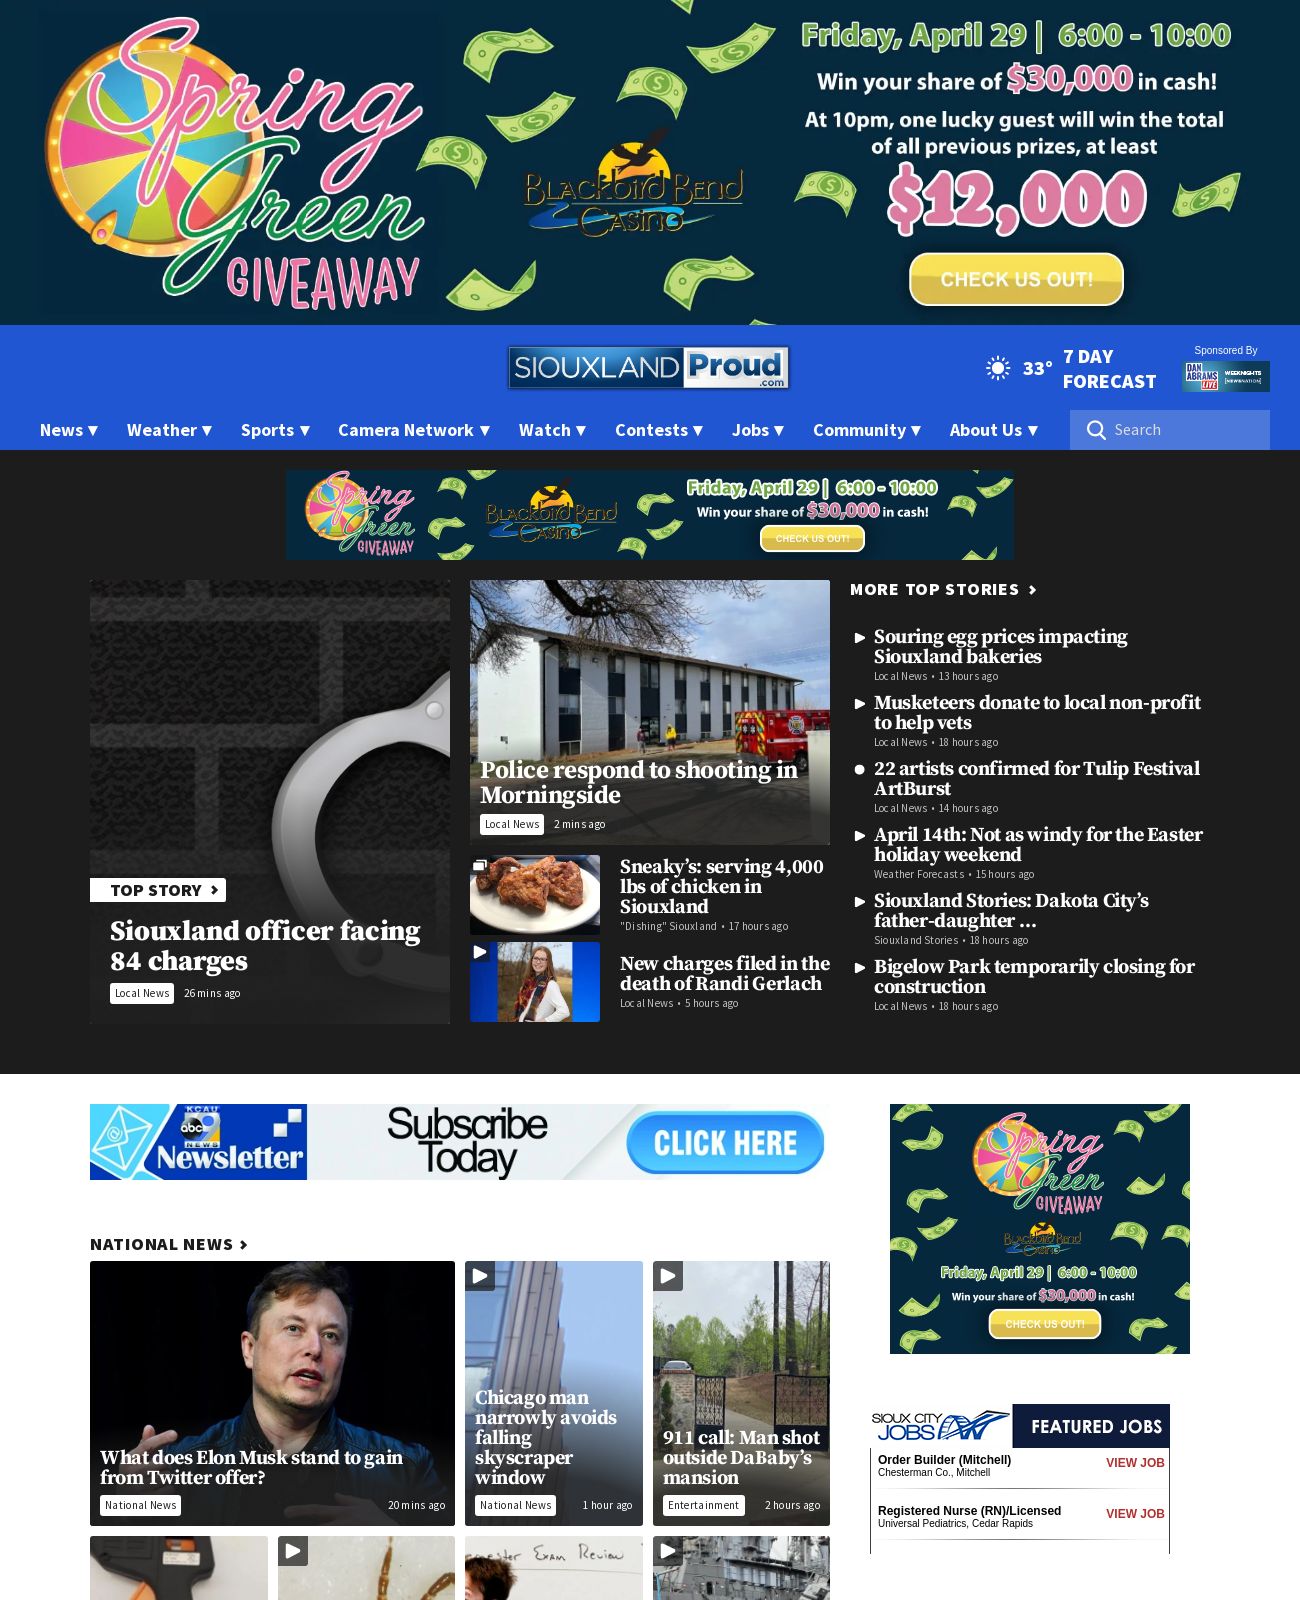 Spring
Green
GIVEAWAY
BLACKBIRD BEND
CASINO
Friday, April 29 | 6:00 - 10:00
Win your share of $30,000 in cash!
At 10pm, one lucky guest will win the total
of all previous prizes, at least
$12,000
CHECK US OUT!
SIOUXLAND Proud
.com
33°
7 DAY
FORECAST
Sponsored By
DAN
ABRAMS
LIVE
WEEKNIGHTS
NEWSNATION
News ▼
Weather ▼
Sports ▼
Camera Network ▼
Watch ▼
Contests ▼
Jobs ▼
Community ▼
About Us ▼
Search
Spring
Green
GIVEAWAY
BLACKBIRD BEND
CASINO
Friday, April 29 | 6:00 - 10:00
Win your share of $30,000 in cash!
CHECK US OUT!
TOP STORY
Siouxland officer facing
84 charges
Local News 26 mins ago
Police respond to shooting in
Morningside
Local News 2 mins ago
Sneaky’s: serving 4,000
lbs of chicken in
Siouxland
"Dishing" Siouxland • 17 hours ago
New charges filed in the
death of Randi Gerlach
Local News • 5 hours ago
MORE TOP STORIES
Souring egg prices impacting
Siouxland bakeries
Local News • 13 hours ago
Musketeers donate to local non-profit
to help vets
Local News • 18 hours ago
22 artists confirmed for Tulip Festival
ArtBurst
Local News • 14 hours ago
April 14th: Not as windy for the Easter
holiday weekend
Weather Forecasts • 15 hours ago
Siouxland Stories: Dakota City’s
father-daughter …
Siouxland Stories • 18 hours ago
Bigelow Park temporarily closing for
construction
Local News • 18 hours ago
KCAU
abc 9
NEWS
Newsletter
Subscribe
Today
CLICK HERE
Spring
Green
GIVEAWAY
BLACKBIRD BEND
CASINO
Friday, April 29 | 6:00 - 10:00
Win your share of $30,000 in cash!
CHECK US OUT!
NATIONAL NEWS
What does Elon Musk stand to gain
from Twitter offer?
National News 20 mins ago
Chicago man
narrowly avoids
falling
skyscraper
window
National News 1 hour ago
911 call: Man shot
outside DaBaby’s
mansion
Entertainment 2 hours ago
SIOUX CITY
JOBS
FEATURED JOBS
Order Builder (Mitchell)
Chesterman Co., Mitchell
VIEW JOB
Registered Nurse (RN)/Licensed
Universal Pediatrics, Cedar Rapids
VIEW JOB
Exam Review